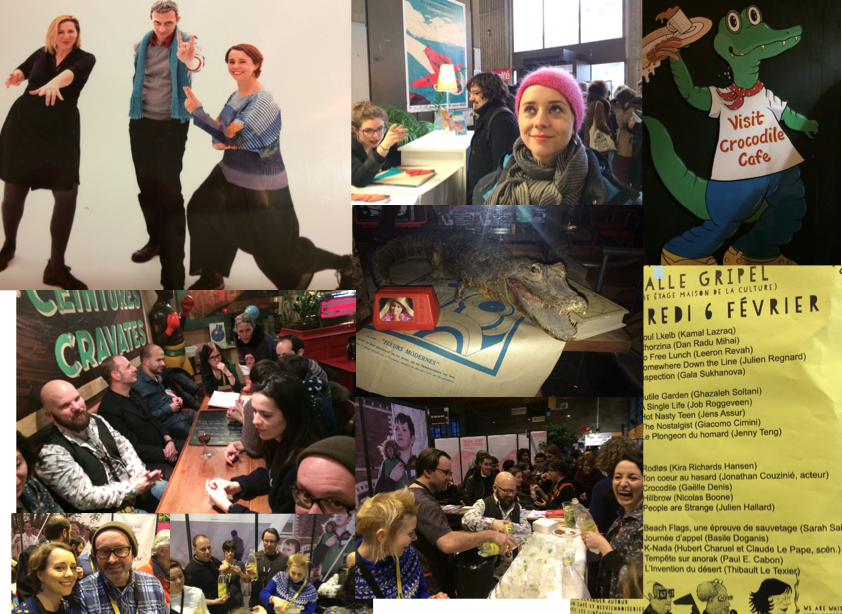 Visit
Crocodile
Cafe
CEINTURES
CRAVATES
"FLEURS MODERNES"
ALLE GRIPEL
E ÉTAGE MAISON DE LA CULTURE)
REDI 6 FÉVRIER
oul Lkelb (Kamal Lazraq)
borzina (Dan Radu Mihai)
o Free Lunch (Leeron Revah)
omewhere Down the Line (Julien Regnard)
nspection (Gala Sukhanova)
utile Garden (Ghazaleh Soltani)
A Single Life (Job Roggeveen)
Hot Nasty Teen (Jens Assur)
The Nostalgist (Giacomo Cimini)
Le Plongeon du homard (Jenny Teng)
Rodles (Kira Richards Hansen)
Ton coeur au hasard (Jonathan Couzinié, acteur)
Crocodile (Gaëlle Denis)
Hillbrow (Nicolas Boone)
People are Strange (Julien Hallard)
Beach Flags, une épreuve de sauvetage (Sarah Sai
Journée d'appel (Basile Doganis)
K-Nada (Hubert Charuel et Claude Le Pape, scén.)
Tempête sur anorak (Paul E. Cabon)
L'Invention du désert (Thibault Le Texier)
WE ARE WAI